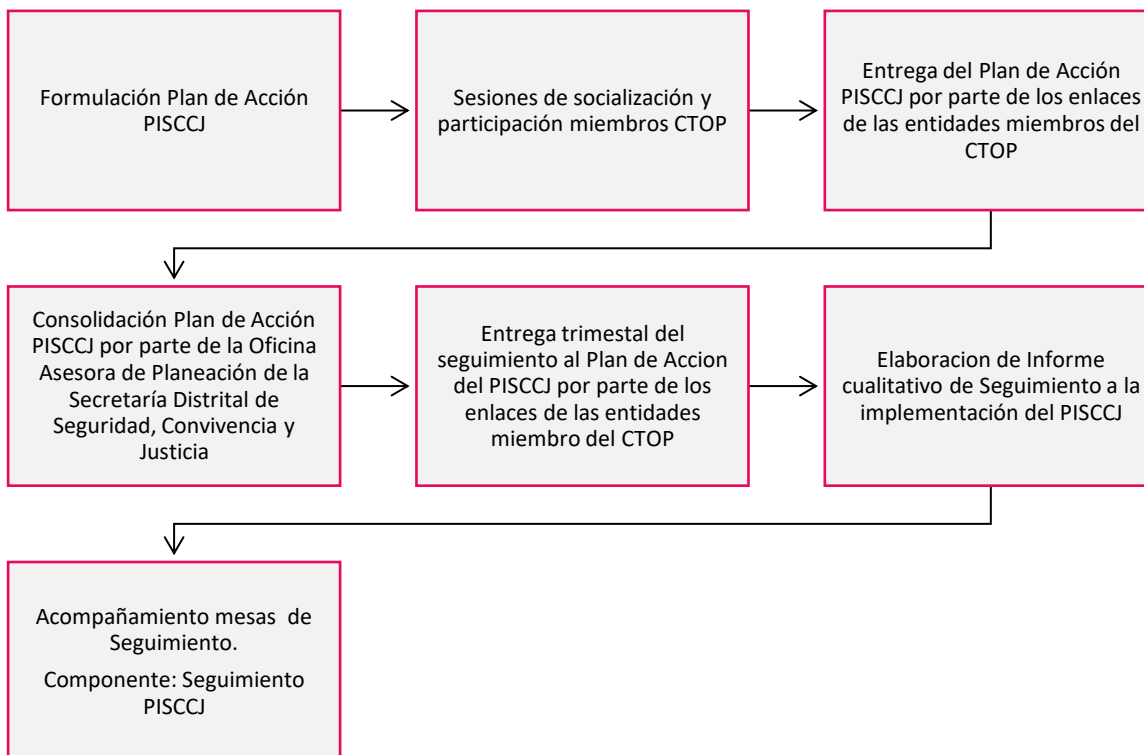 Formulación Plan de Acción
PISCCJ
Sesiones de socialización y
participación miembros CTOP
Entrega del Plan de Acción
PISCCJ por parte de los enlaces
de las entidades miembros del
CTOP
Consolidación Plan de Acción
PISCCJ por parte de la Oficina
Asesora de Planeación de la
Secretaría Distrital de
Seguridad, Convivencia y
Justicia
Entrega trimestal del
seguimiento al Plan de Accion
del PISCCJ por parte de los
enlaces de las entidades
miembro del CTOP
Elaboracion de Informe
cualitativo de Seguimiento a la
implementación del PISCCJ
Acompañamiento mesas  de
Seguimiento.
Componente: Seguimiento
PISCCJ